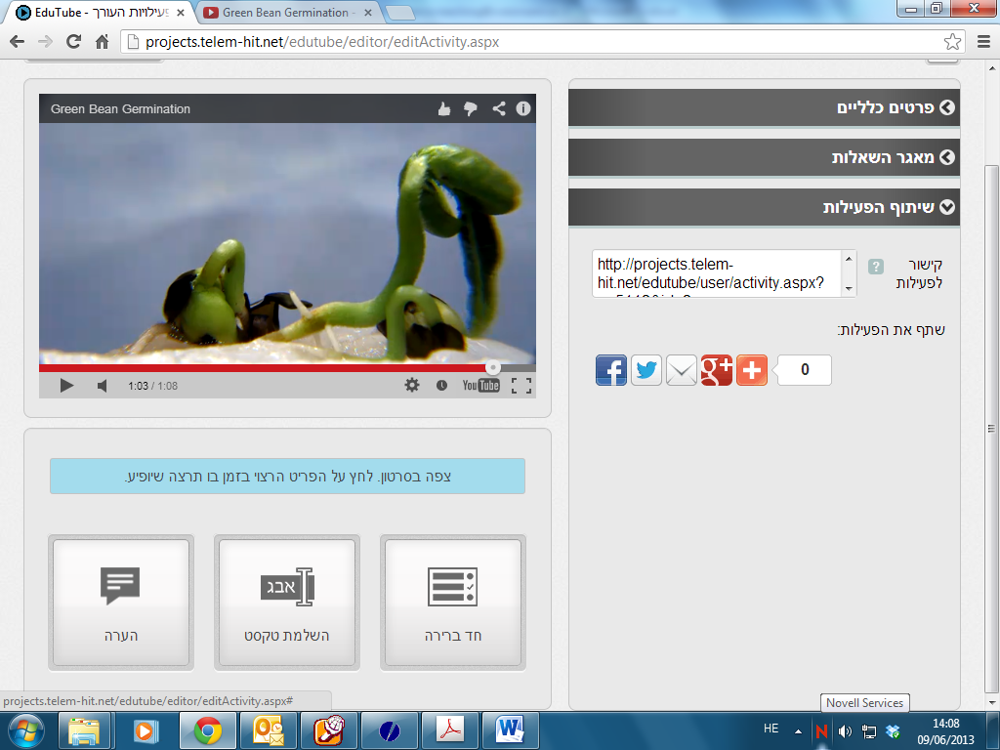 EduTube - פעילויות העורך
Green Bean Germination -
projects.telem-hit.net/edutube/editor/editActivity.aspx
Green Bean Germination
1:03 / 1:08
YouTube
צפה בסרטון. לחץ על הפריט הרצוי בזמן בו תרצה שיופיע.
חד ברירה
אבג
השלמת טקסט
הערה
פרטים כלליים
מאגר השאלות
שיתוף הפעילות
קישור
לפעילות
?
http://projects.telem-
hit.net/edutube/user/activity.aspx?
שתף את הפעילות:
0
projects.telem-hit.net/edutube/editor/editActivity.aspx#
Novell Services
HE
14:08
09/06/2013